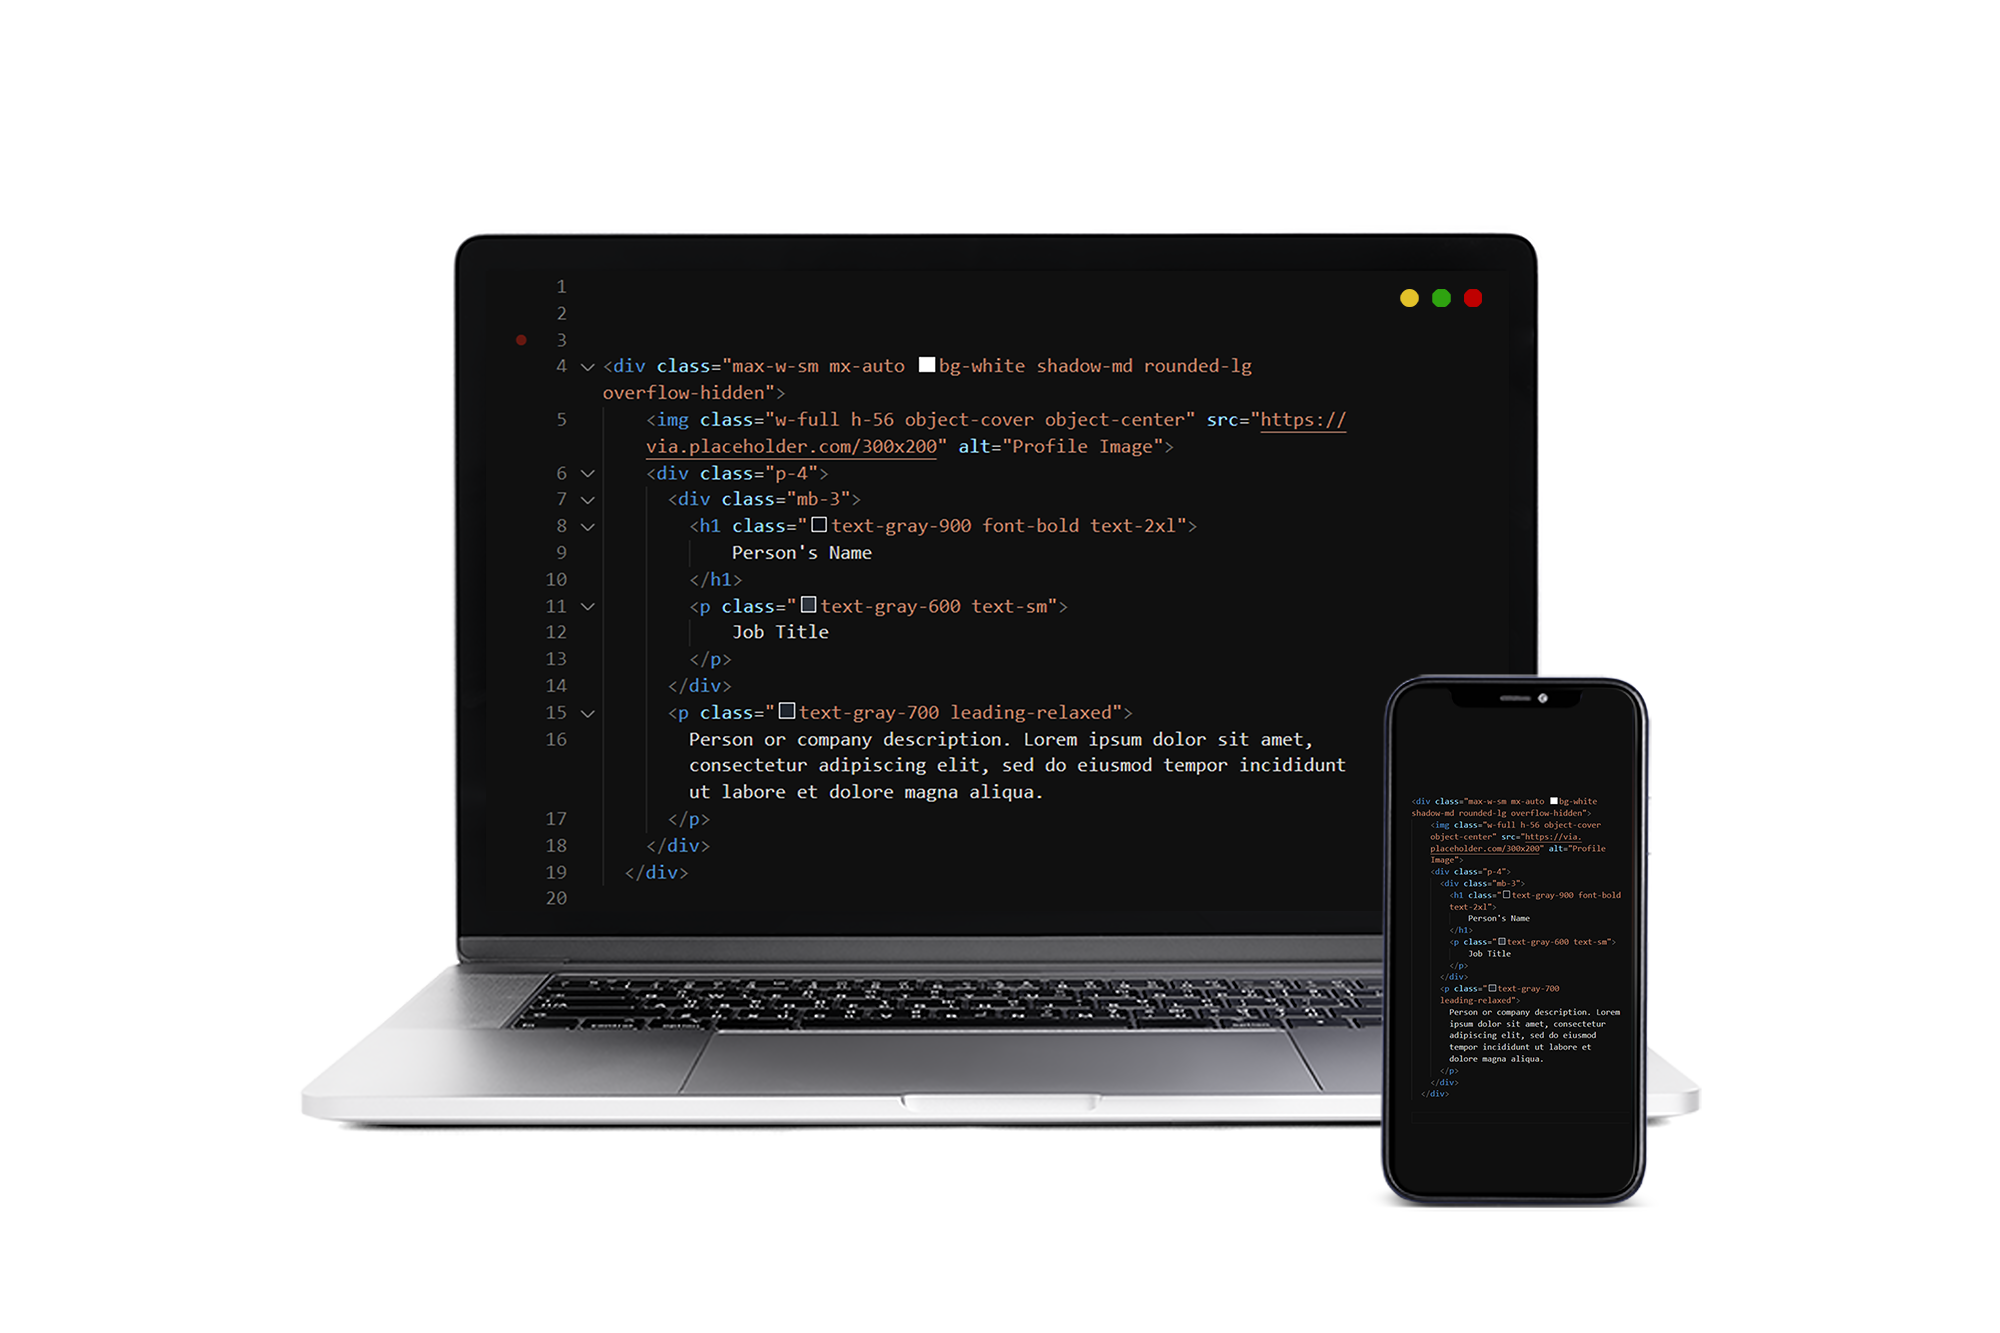 1
2
3
4 <div class="max-w-sm mx-auto bg-white shadow-md rounded-lg
overflow-hidden">
5 <img class="w-full h-56 object-cover object-center" src="https://
via.placeholder.com/300x200" alt="Profile Image">
6 <div class="p-4">
7 <div class="mb-3">
8 <h1 class="text-gray-900 font-bold text-2xl">
9 Person's Name
10 </h1>
11 <p class="text-gray-600 text-sm">
12 Job Title
13 </p>
14 </div>
15 <p class="text-gray-700 leading-relaxed">
16 Person or company description. Lorem ipsum dolor sit amet,
consectetur adipiscing elit, sed do eiusmod tempor incididunt
ut labore et dolore magna aliqua.
17 </p>
18 </div>
19 </div>
20
<div class="max-w-sm mx-auto bg-white
shadow-md rounded-lg overflow-hidden">
<img class="w-full h-56 object-cover
object-center" src="https://via.
placeholder.com/300x200" alt="Profile
Image">
<div class="p-4">
<div class="mb-3">
<h1 class="text-gray-900 font-bold
text-2xl">
Person's Name
</h1>
<p class="text-gray-600 text-sm">
Job Title
</p>
</div>
<p class="text-gray-700
leading-relaxed">
Person or company description. Lorem
ipsum dolor sit amet, consectetur
adipiscing elit, sed do eiusmod
tempor incididunt ut labore et
dolore magna aliqua.
</p>
</div>
</div>